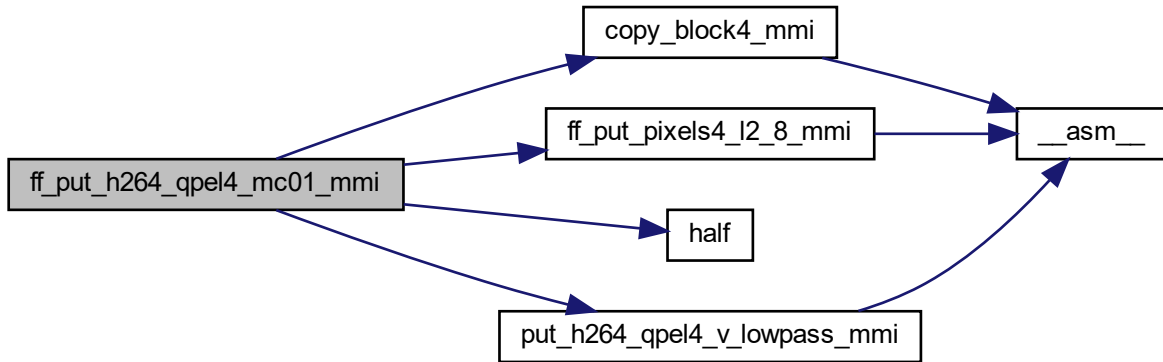 copy_block4_mmi
ff_put_pixels4_l2_8_mmi
__asm__
ff_put_h264_qpel4_mc01_mmi
half
put_h264_qpel4_v_lowpass_mmi